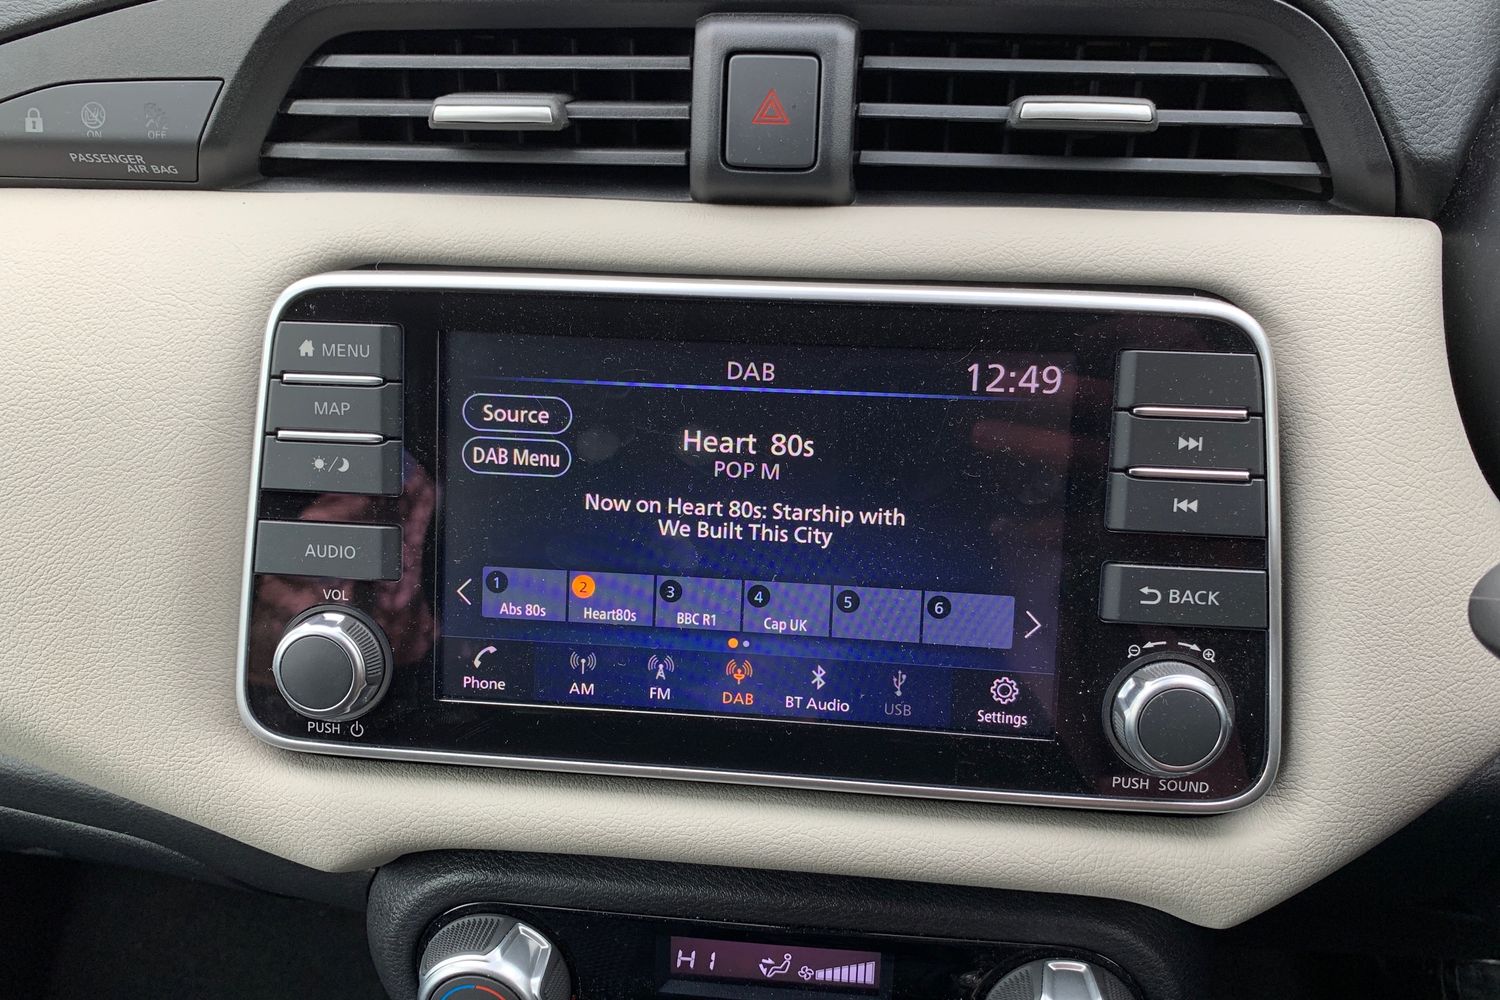 ON
OFF
PASSENGER
AIR BAG
MENU
MAP
AUDIO
VOL
PUSH
DAB
12:49
Source
DAB Menu
Heart 80s
POP M
Now on Heart 80s: Starship with
We Built This City
1
Abs 80s
2
Heart80s
3
BBC R1
4
Cap UK
5
6
Phone
AM
FM
DAB
BT Audio
USB
Settings
BACK
PUSH SOUND
HI